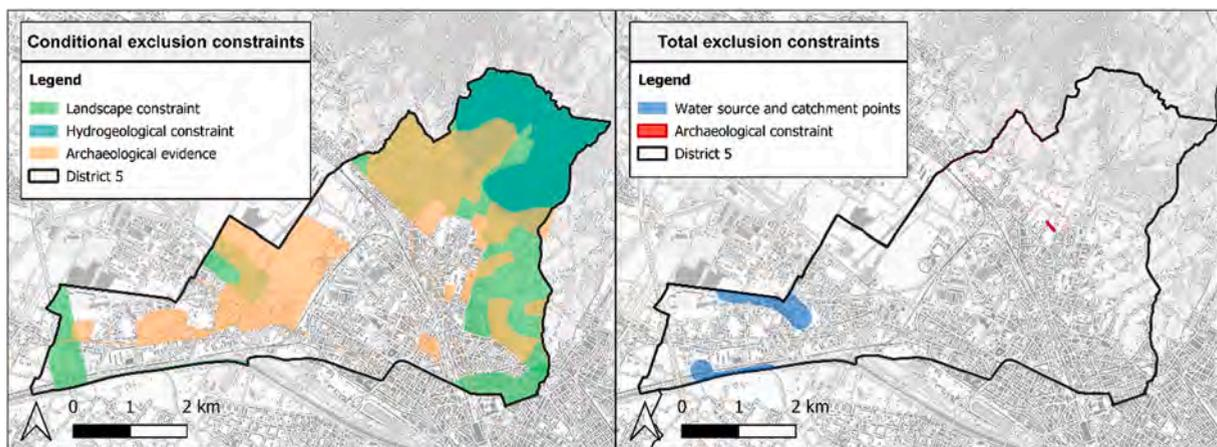 Conditional exclusion constraints
Legend
Landscape constraint
Hydrogeological constraint
Archaeological evidence
District 5
0 1 2 km
Total exclusion constraints
Legend
Water source and catchment points
Archaeological constraint
District 5
0 1 2 km